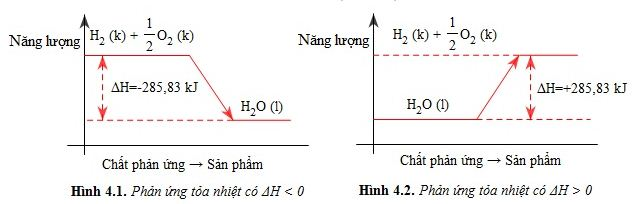 Năng lượng
H₂ (k) + 1/2 O₂ (k)
ΔH=-285,83 kJ
H₂O (l)
Chất phản ứng → Sản phẩm
Hình 4.1. Phản ứng tỏa nhiệt có ΔH < 0
Năng lượng
H₂ (k) + 1/2 O₂ (k)
ΔH=+285,83 kJ
H₂O (l)
Chất phản ứng → Sản phẩm
Hình 4.2. Phản ứng tỏa nhiệt có ΔH > 0